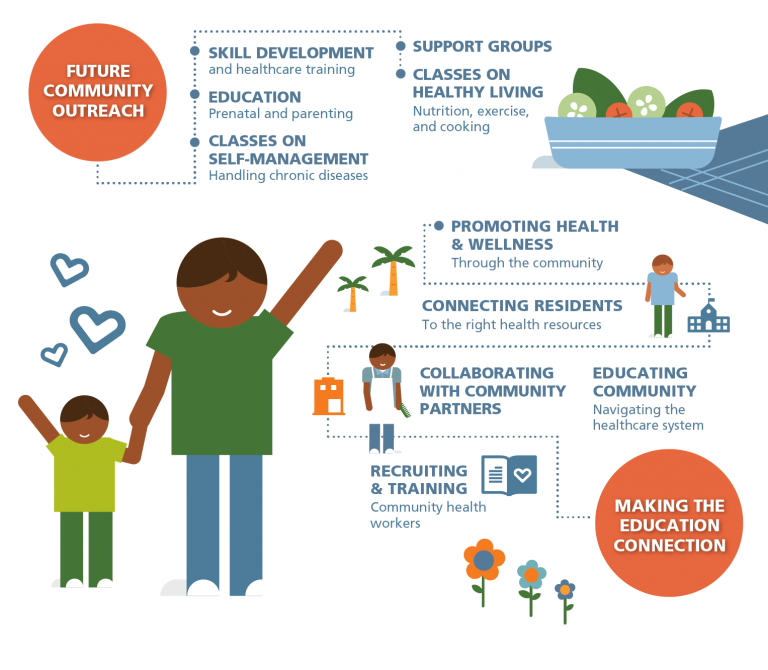 FUTURE
COMMUNITY
OUTREACH
SKILL DEVELOPMENT
and healthcare training
EDUCATION
Prenatal and parenting
CLASSES ON
SELF-MANAGEMENT
Handling chronic diseases
SUPPORT GROUPS
CLASSES ON
HEALTHY LIVING
Nutrition, exercise,
and cooking
PROMOTING HEALTH
& WELLNESS
Through the community
CONNECTING RESIDENTS
To the right health resources
COLLABORATING
WITH COMMUNITY
PARTNERS
EDUCATING
COMMUNITY
Navigating the
healthcare system
RECRUITING
& TRAINING
Community health
workers
MAKING THE
EDUCATION
CONNECTION